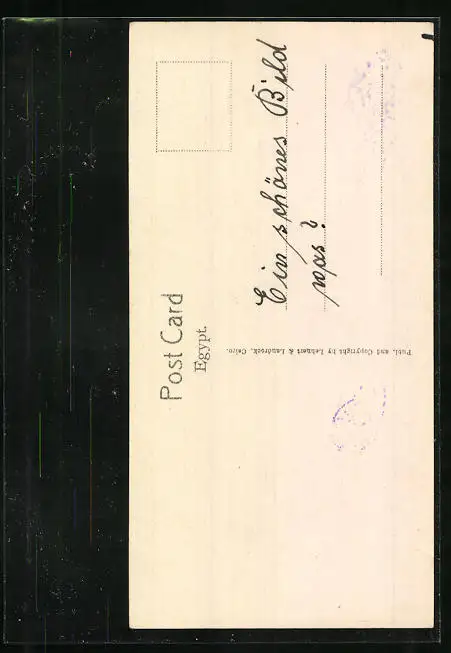 Post Card
Egypt.
Publ. and Copyright by Lehnert & Landrock, Cairo.
Ein schönes Bild
was?